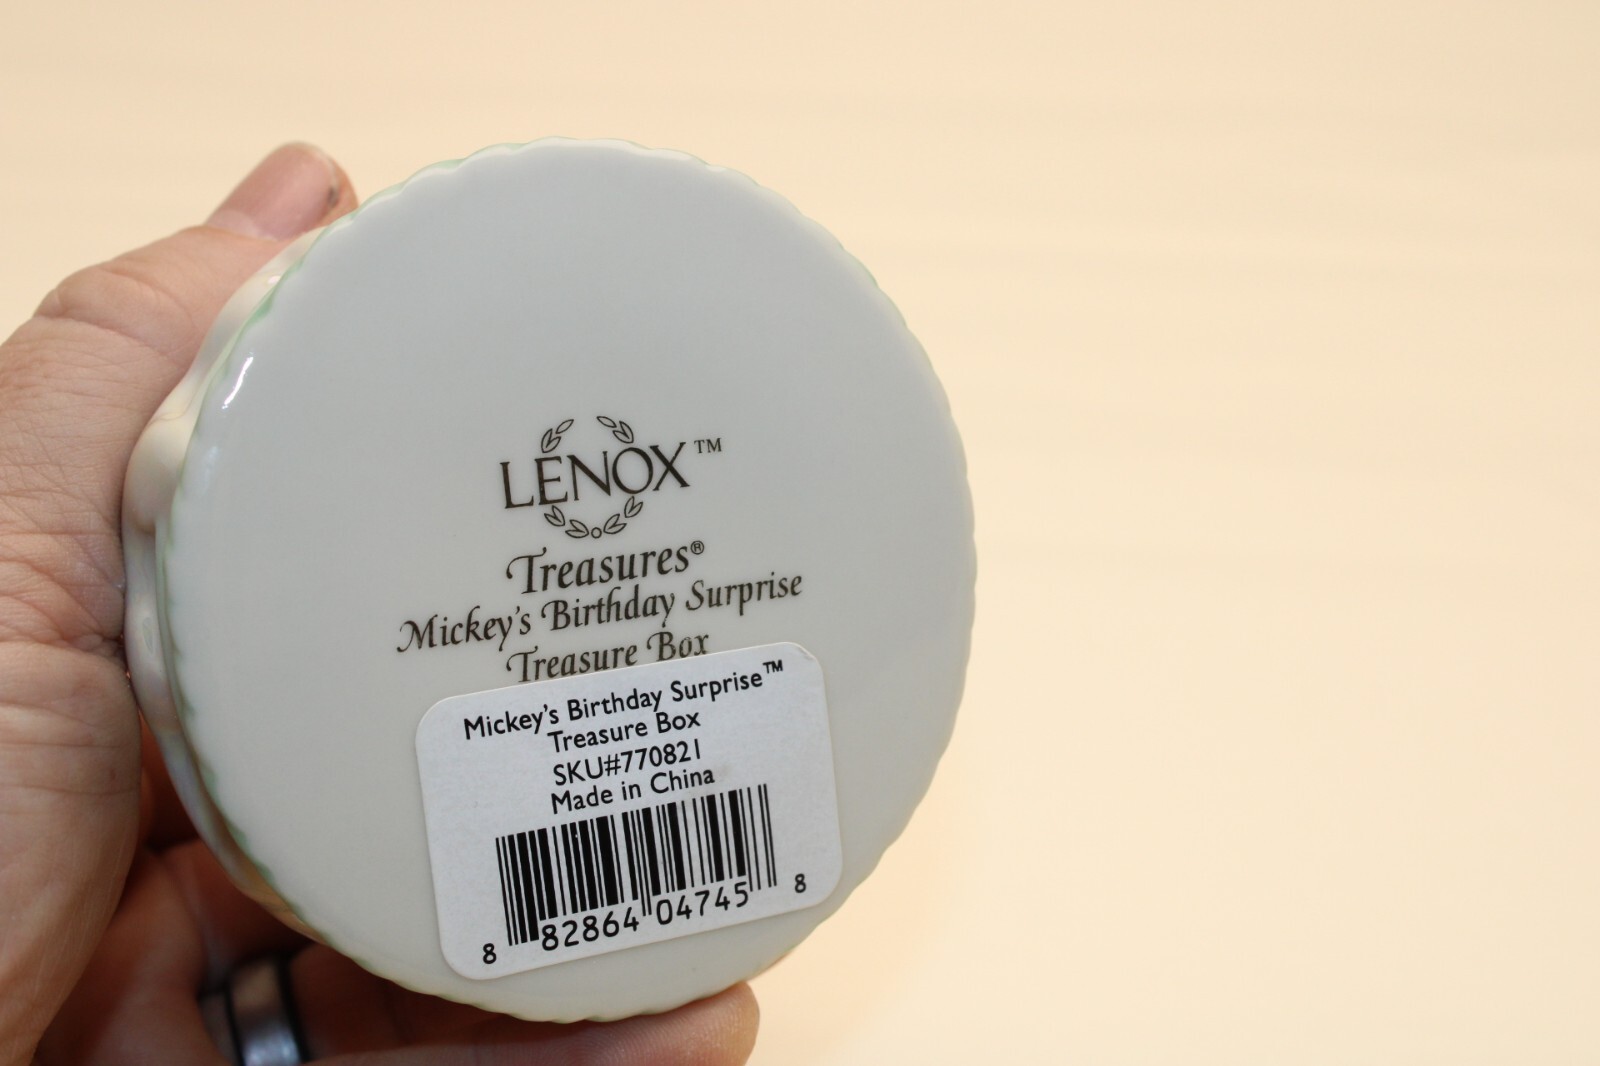 LENOX™
Treasures®
Mickey's Birthday Surprise
Treasure Box
Mickey's Birthday Surprise™
Treasure Box
SKU#770821
Made in China
8 82864 04745 8